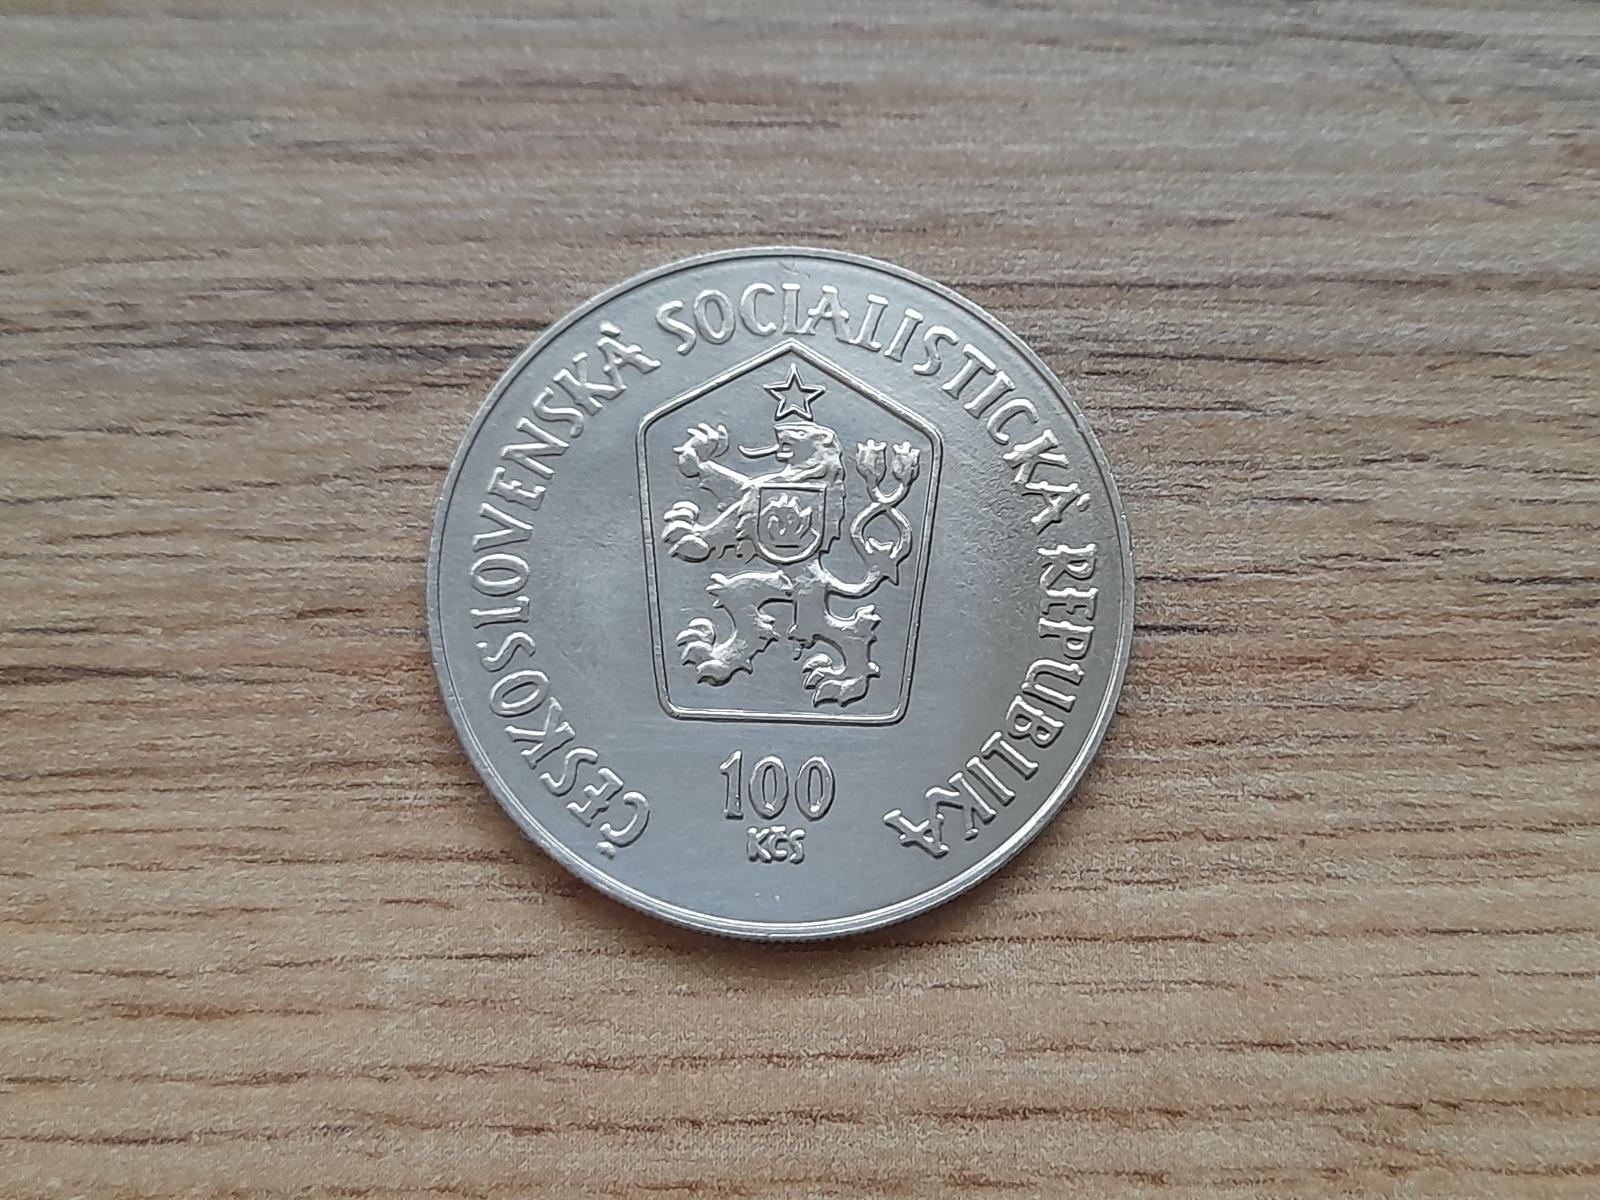 ČESKOSLOVENSKÁ SOCIALISTICKÁ REPUBLIKA
100
Kčs